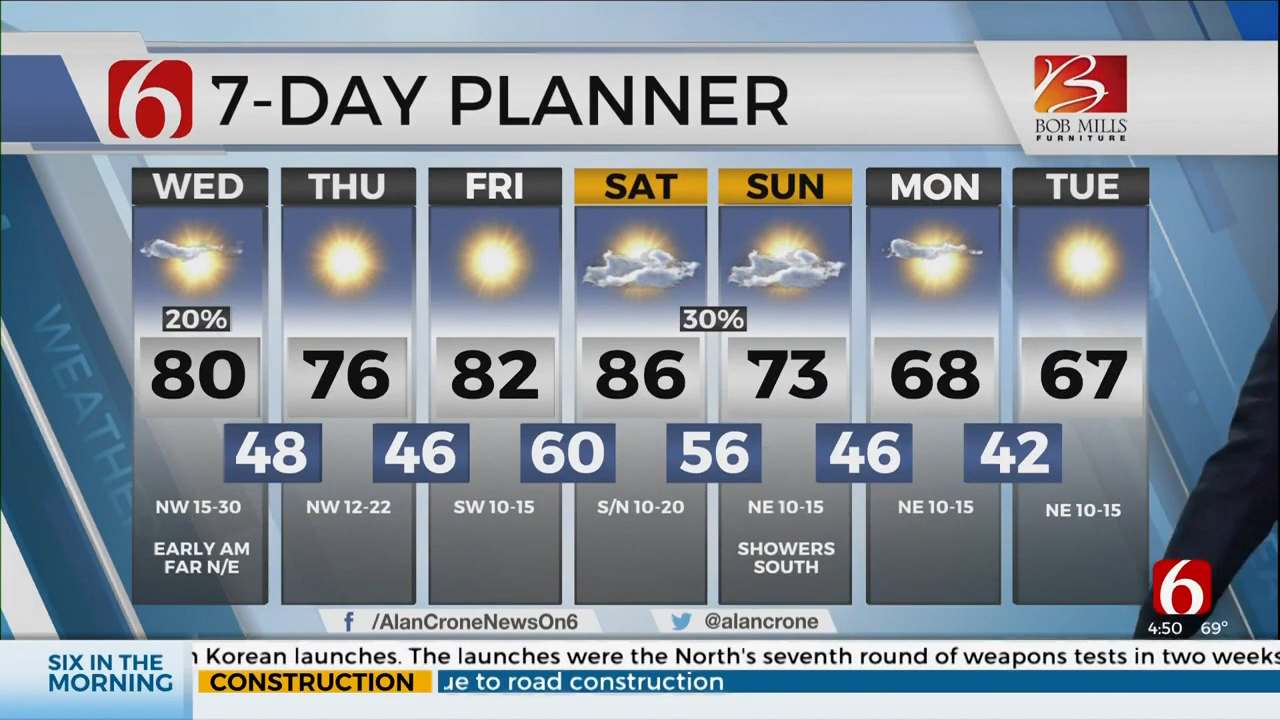 6 7-DAY PLANNER
BOB MILLS
FURNITURE
WED THU FRI SAT SUN MON TUE
20% 30%
80 76 82 86 73 68 67
48 46 60 56 46 42
NW 15-30 NW 12-22 SW 10-15 S/N 10-20 NE 10-15 NE 10-15 NE 10-15
EARLY AM
FAR N/E
SHOWERS
SOUTH
WEATHE
f /AlanCroneNewsOn6 @alancrone
6
4:50 69°
SIX IN THE
MORNING
Korean launches. The launches were the North's seventh round of weapons tests in two weeks
CONSTRUCTION ue to road construction